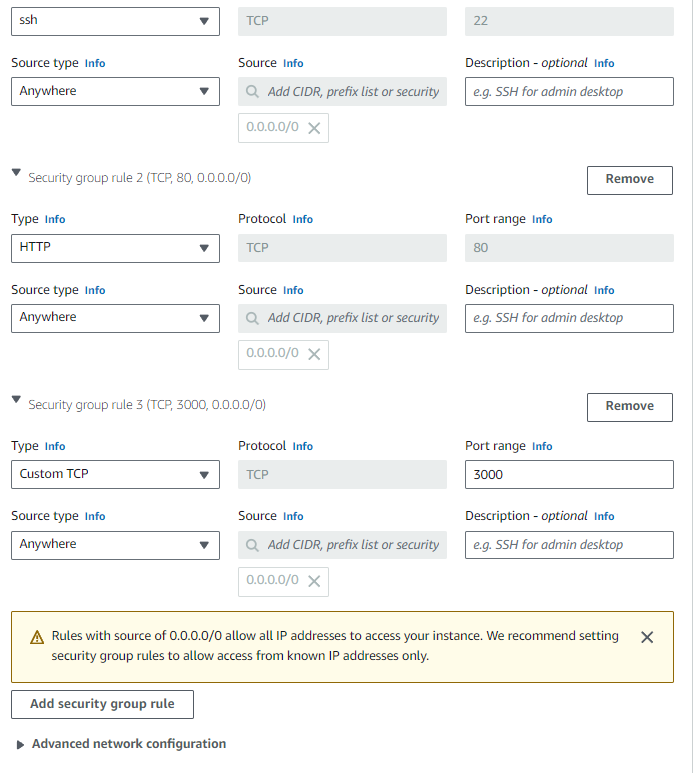 ssh TCP 22
Source type Info Source Info Description - optional Info
Anywhere Add CIDR, prefix list or security e.g. SSH for admin desktop
0.0.0.0/0
Security group rule 2 (TCP, 80, 0.0.0.0/0) Remove
Type Info Protocol Info Port range Info
HTTP TCP 80
Source type Info Source Info Description - optional Info
Anywhere Add CIDR, prefix list or security e.g. SSH for admin desktop
0.0.0.0/0
Security group rule 3 (TCP, 3000, 0.0.0.0/0) Remove
Type Info Protocol Info Port range Info
Custom TCP TCP 3000
Source type Info Source Info Description - optional Info
Anywhere Add CIDR, prefix list or security e.g. SSH for admin desktop
0.0.0.0/0
Rules with source of 0.0.0.0/0 allow all IP addresses to access your instance. We recommend setting
security group rules to allow access from known IP addresses only.
Add security group rule
Advanced network configuration